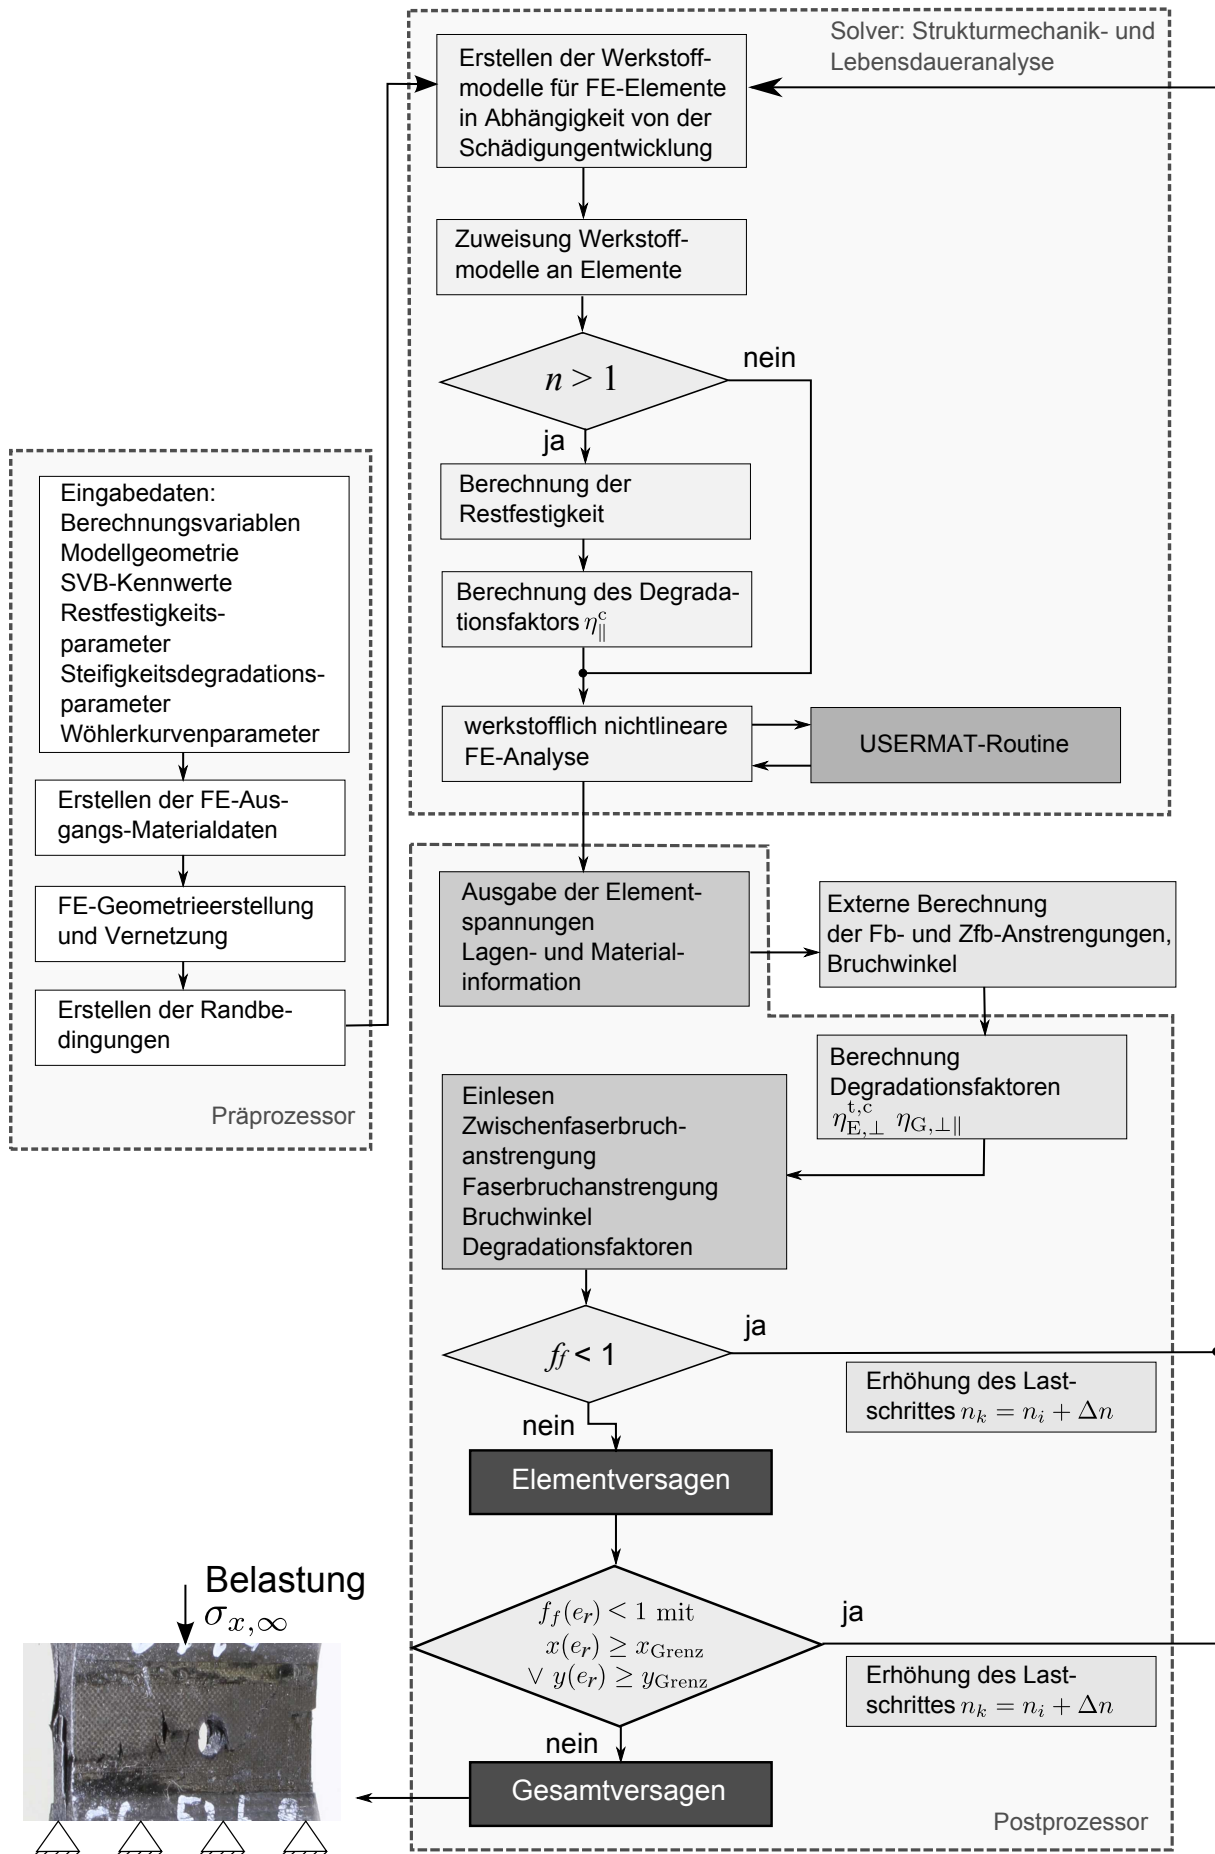 Solver: Strukturmechanik- und
Lebensdaueranalyse
Erstellen der Werkstoff-
modelle für FE-Elemente
in Abhängigkeit von der
Schädigungentwicklung
Zuweisung Werkstoff-
modelle an Elemente
n > 1
nein
ja
Berechnung der
Restfestigkeit
Berechnung des Degrada-
tionsfaktors η∥ᶜ
werkstofflich nichtlineare
FE-Analyse
USERMAT-Routine
Eingabedaten:
Berechnungsvariablen
Modellgeometrie
SVB-Kennwerte
Restfestigkeits-
parameter
Steifigkeitsdegradations-
parameter
Wöhlerkurvenparameter
Erstellen der FE-Aus-
gangs-Materialdaten
FE-Geometrieerstellung
und Vernetzung
Erstellen der Randbe-
dingungen
Präprozessor
Ausgabe der Element-
spannungen
Lagen- und Material-
information
Externe Berechnung
der Fb- und Zfb-Anstrengungen,
Bruchwinkel
Berechnung
Degradationsfaktoren
η_{E,⊥}^{t,c} η_{G,⊥∥}
Einlesen
Zwischenfaserbruch-
anstrengung
Faserbruchanstrengung
Bruchwinkel
Degradationsfaktoren
f_f < 1
ja
Erhöhung des Last-
schrittes n_k = n_i + Δn
nein
Elementversagen
f_f(e_r) < 1 mit
x(e_r) ≥ x_Grenz
∨ y(e_r) ≥ y_Grenz
ja
Erhöhung des Last-
schrittes n_k = n_i + Δn
nein
Gesamtversagen
Postprozessor
Belastung
σ_{x,∞}